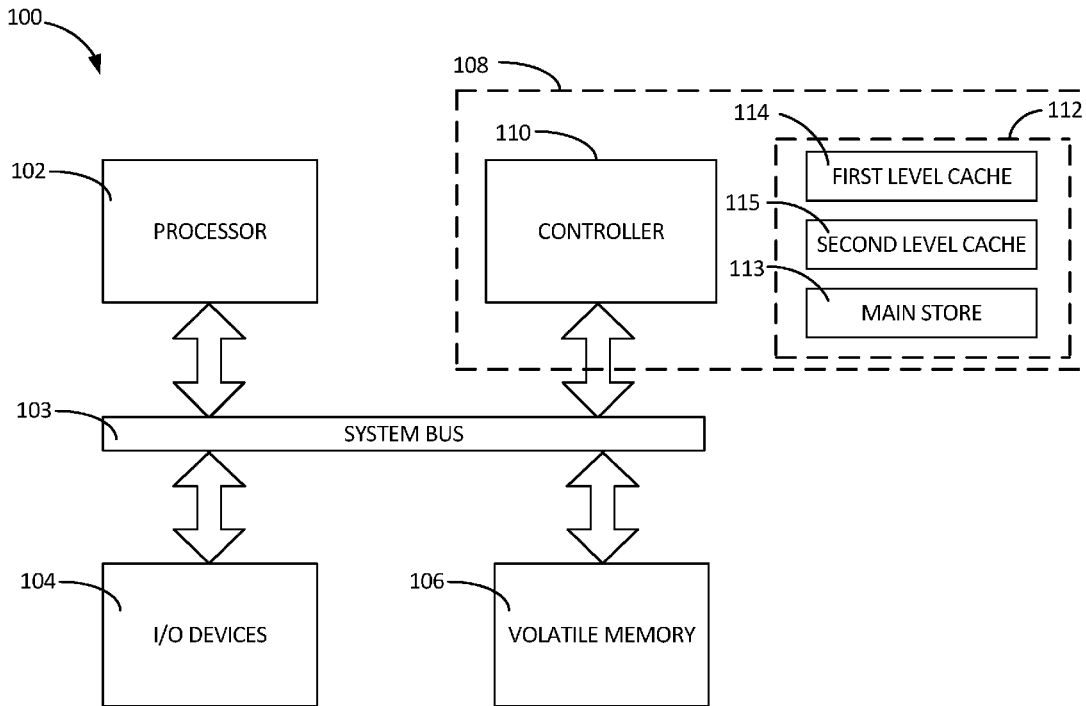 100
108
114
112
110
102
FIRST LEVEL CACHE
115
PROCESSOR
CONTROLLER
SECOND LEVEL CACHE
113
MAIN STORE
103
SYSTEM BUS
104
106
I/O DEVICES
VOLATILE MEMORY